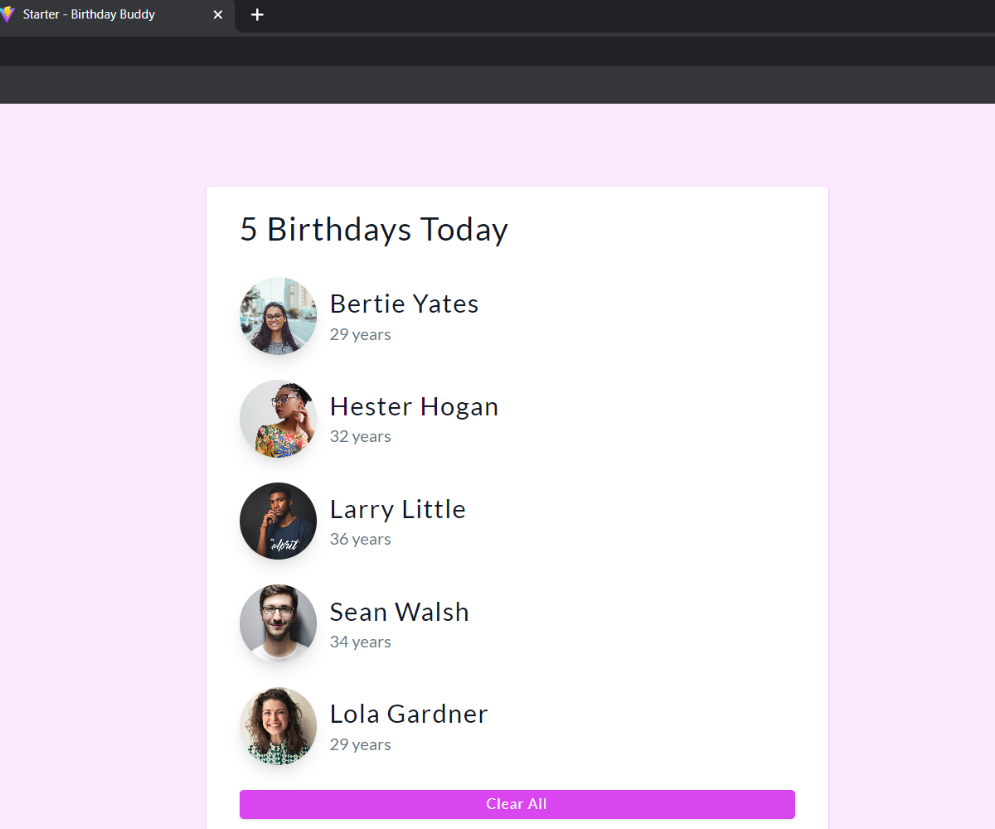 Starter - Birthday Buddy
5 Birthdays Today
Bertie Yates
29 years
Hester Hogan
32 years
Larry Little
36 years
Sean Walsh
34 years
Lola Gardner
29 years
Clear All